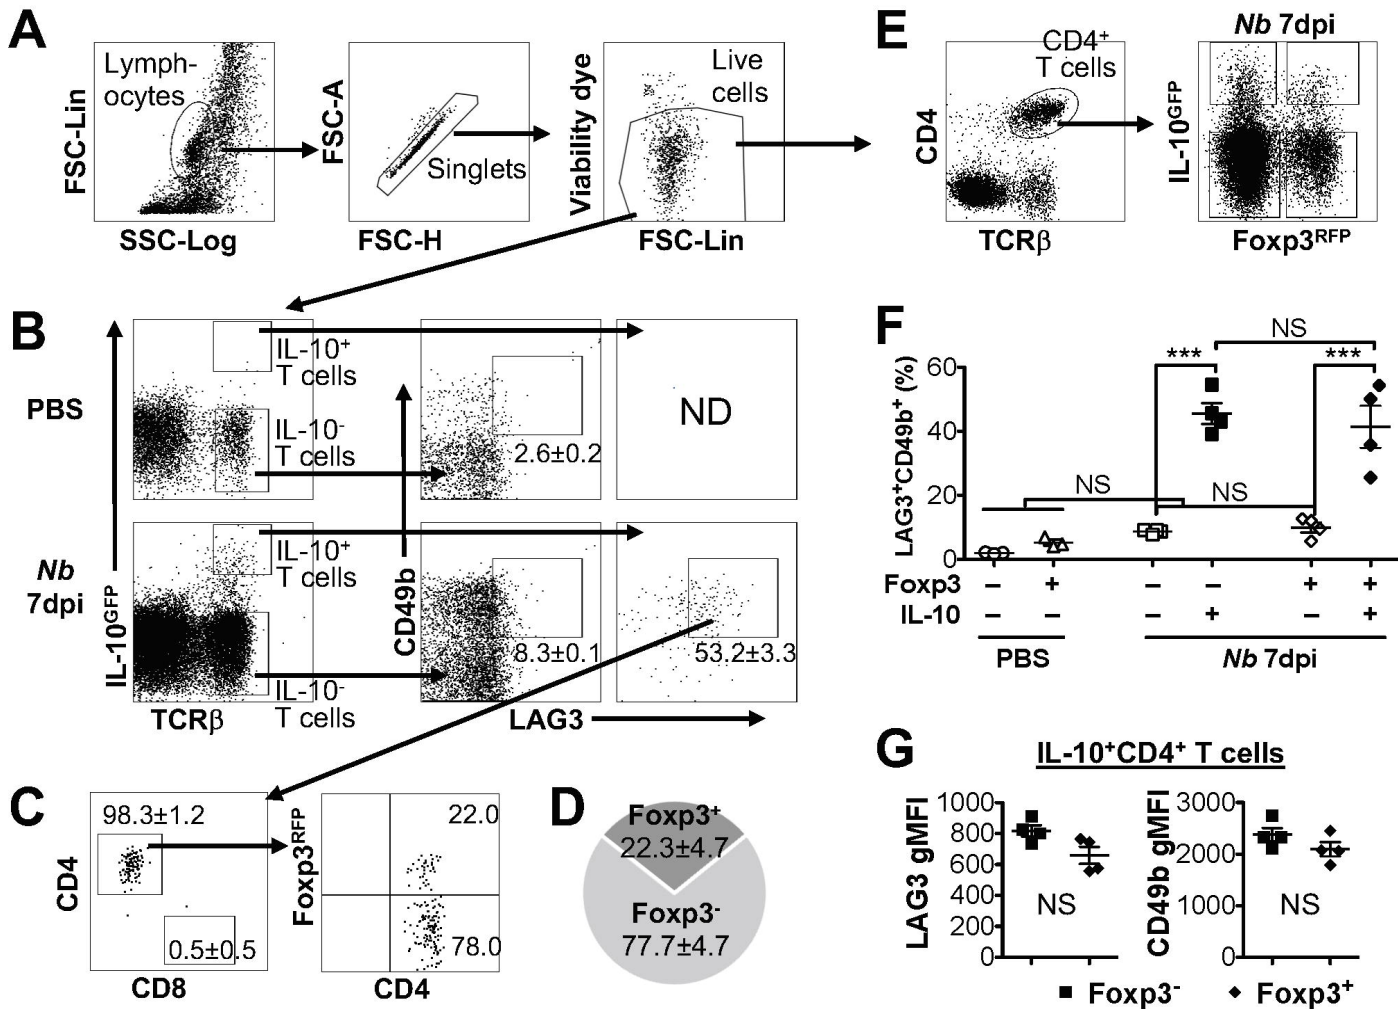 A
FSC-Lin
Lymph-
ocytes
SSC-Log
FSC-A
Singlets
FSC-H
Viability dye
Live
cells
FSC-Lin
E
CD4
CD4+
T cells
TCRβ
Nb 7dpi
IL-10GFP
Foxp3RFP
B
PBS
Nb
7dpi
IL-10GFP
IL-10+
T cells
IL-10-
T cells
IL-10+
T cells
IL-10-
T cells
TCRβ
CD49b
2.6±0.2
ND
8.3±0.1
53.2±3.3
LAG3
F
LAG3+CD49b+ (%)
60
40
20
0
NS
***
NS
NS
***
Foxp3 – + – – + +
IL-10 – – – + – +
PBS
Nb 7dpi
C
CD4
98.3±1.2
0.5±0.5
CD8
Foxp3RFP
22.0
78.0
CD4
D
Foxp3+
22.3±4.7
Foxp3-
77.7±4.7
G
IL-10+CD4+ T cells
LAG3 gMFI
1000
800
600
400
200
0
NS
CD49b gMFI
3000
2000
1000
0
NS
■ Foxp3- ◆ Foxp3+